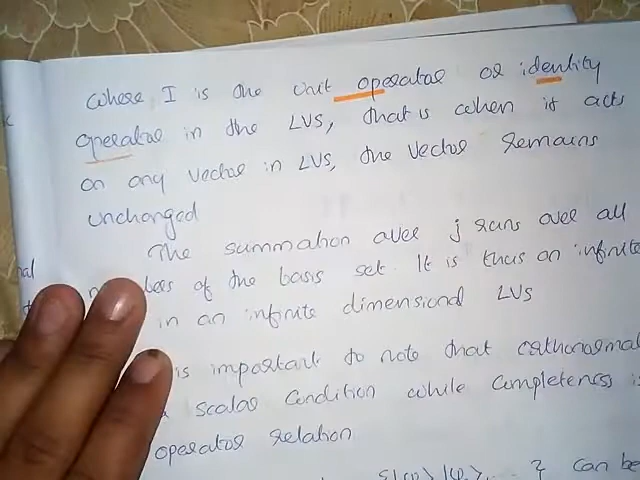 where I is the unit operator or identity
operator in the LVS, that is when it acts
on any vector in LVS, the vector remains
unchanged
The summation over j runs over all
bers of the basis set. It is thus an infinite
in an infinite dimensional LVS
is important to note that orthonormal
scalar condition while completeness is
operator relation
can be